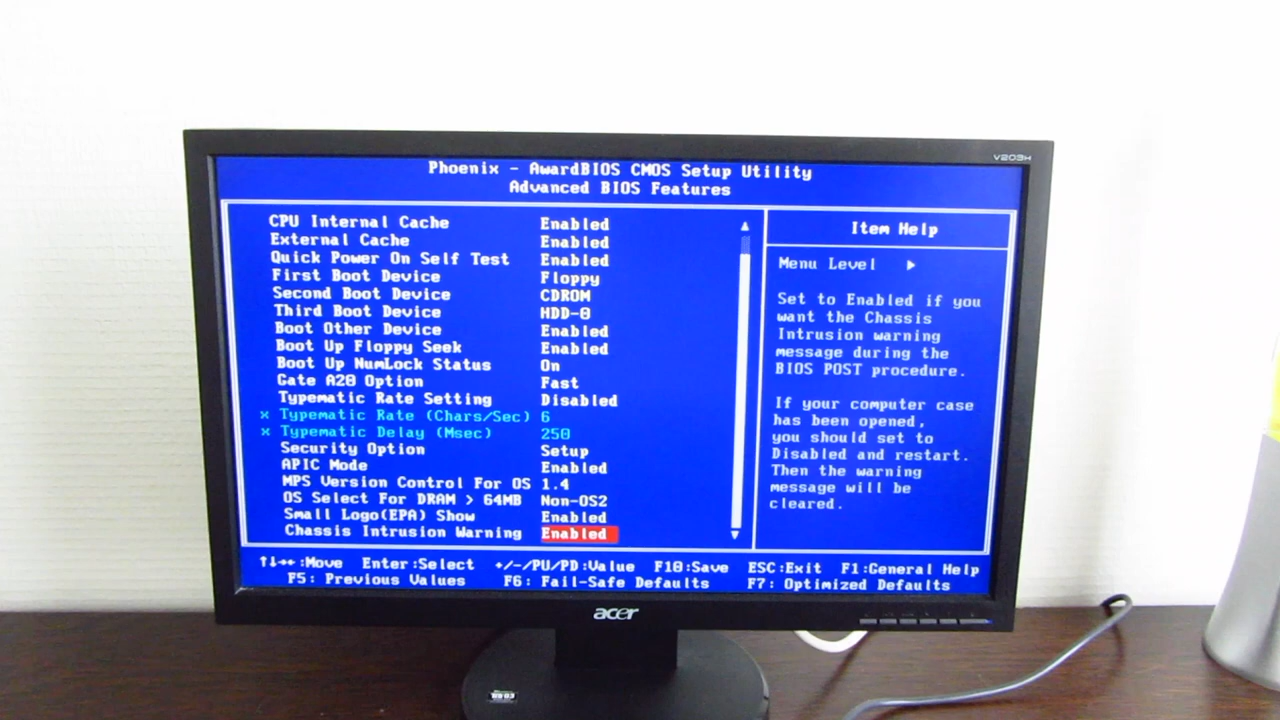 V203H
Phoenix - AwardBIOS CMOS Setup Utility
Advanced BIOS Features
CPU Internal Cache Enabled
External Cache Enabled
Quick Power On Self Test Enabled
First Boot Device Floppy
Second Boot Device CDROM
Third Boot Device HDD-0
Boot Other Device Enabled
Boot Up Floppy Seek Enabled
Boot Up NumLock Status On
Gate A20 Option Fast
Typematic Rate Setting Disabled
x Typematic Rate (Chars/Sec) 6
x Typematic Delay (Msec) 250
Security Option Setup
APIC Mode Enabled
MPS Version Control For OS 1.4
OS Select For DRAM > 64MB Non-OS2
Small Logo(EPA) Show Enabled
Chassis Intrusion Warning Enabled
Item Help
Menu Level ▶
Set to Enabled if you
want the Chassis
Intrusion warning
message during the
BIOS POST procedure.
If your computer case
has been opened,
you should set to
Disabled and restart.
Then the warning
message will be
cleared.
↑↓→←:Move Enter:Select +/-/PU/PD:Value F10:Save ESC:Exit F1:General Help
F5: Previous Values F6: Fail-Safe Defaults F7: Optimized Defaults
acer